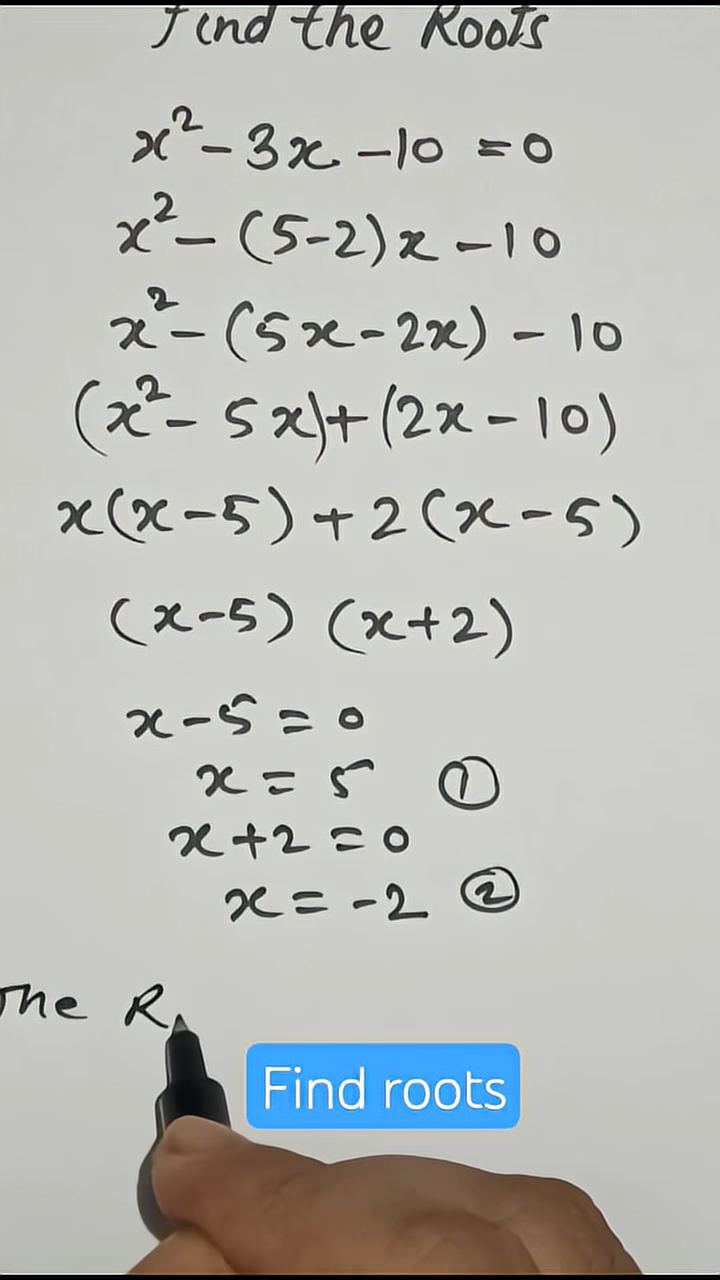 Find the Roots
x² - 3x - 10 = 0
x² - (5-2)x - 10
x² - (5x - 2x) - 10
(x² - 5x) + (2x - 10)
x(x - 5) + 2(x - 5)
(x-5) (x+2)
x - 5 = 0
x = 5 ①
x + 2 = 0
x = -2 ②
The R
Find roots